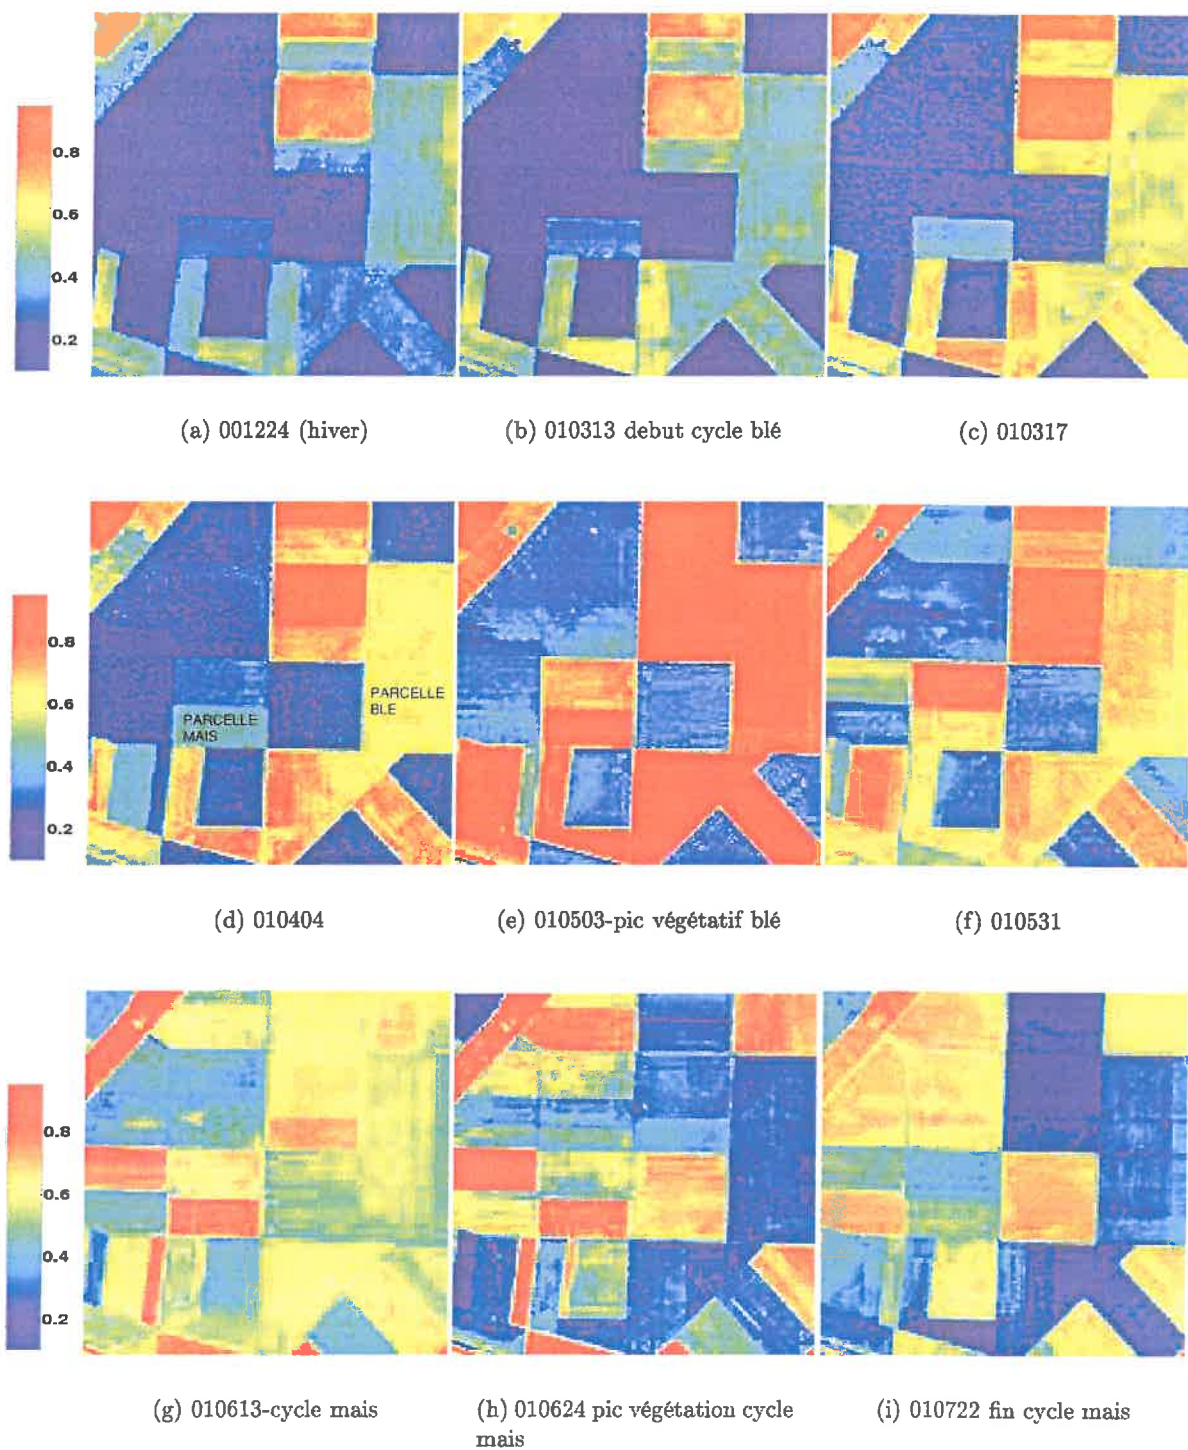 0.8
0.6
0.4
0.2
(a) 001224 (hiver)
(b) 010313 debut cycle blé
(c) 010317
0.8
0.6
0.4
0.2
PARCELLE
MAIS
PARCELLE
BLE
(d) 010404
(e) 010503-pic végétatif blé
(f) 010531
0.8
0.6
0.4
0.2
(g) 010613-cycle mais
(h) 010624 pic végétation cycle
mais
(i) 010722 fin cycle mais